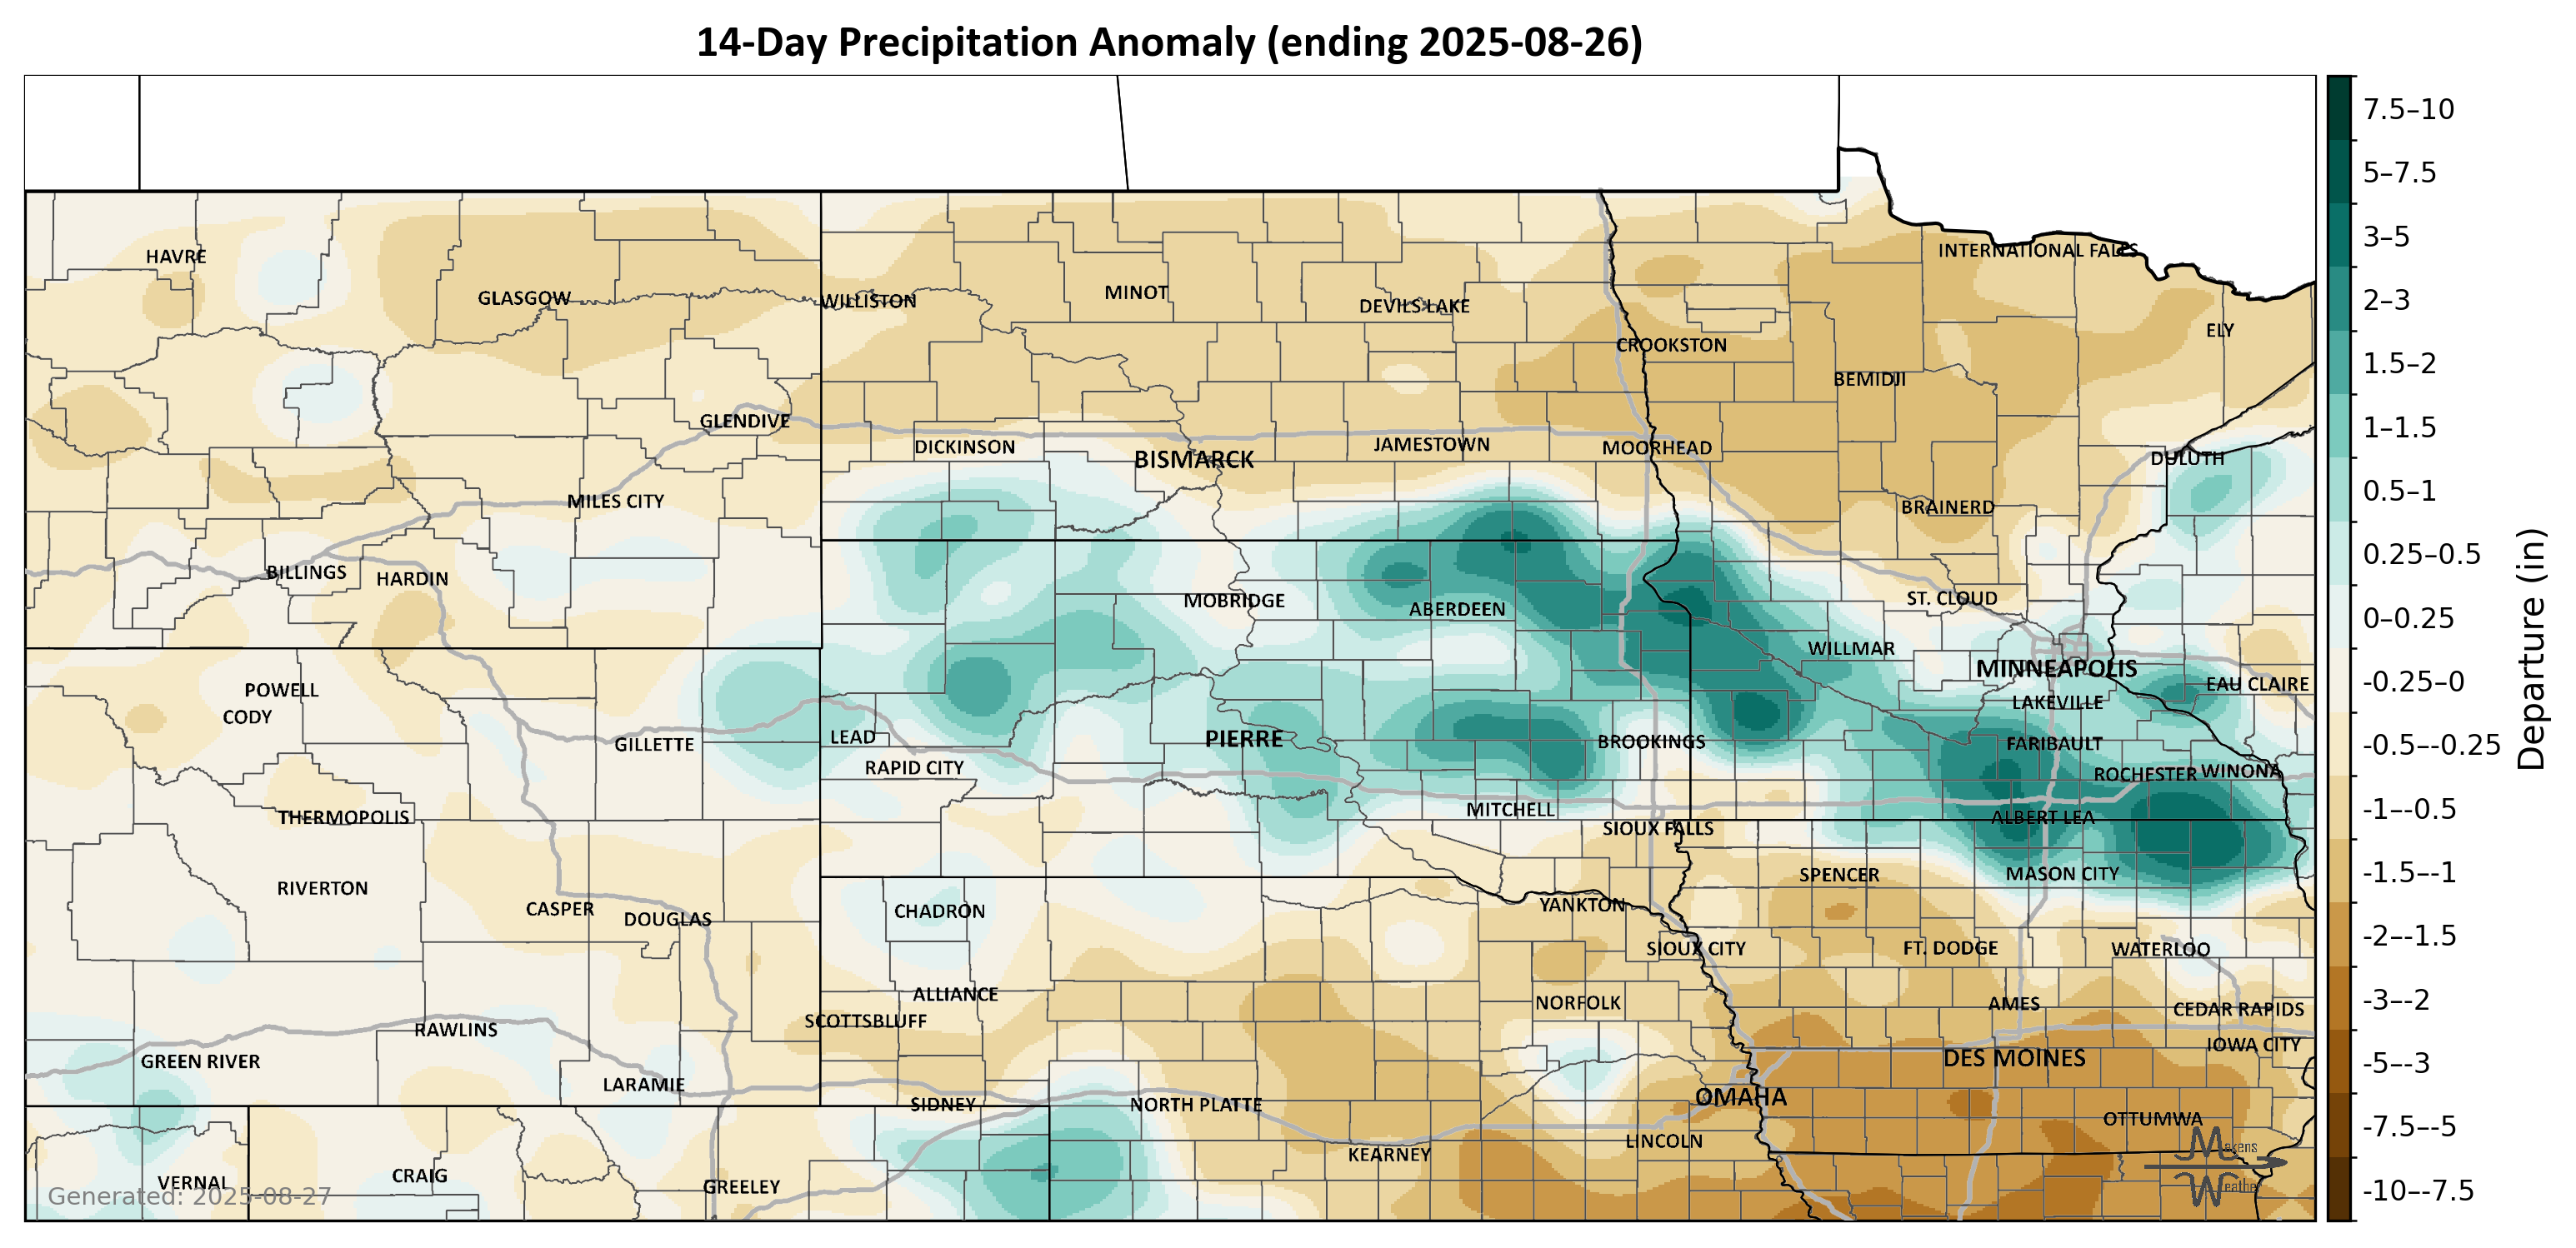 14-Day Precipitation Anomaly (ending 2025-08-26)
HAVRE
GLASGOW
WILLISTON
MINOT
DEVILS LAKE
INTERNATIONAL FALLS
ELY
CROOKSTON
BEMIDJI
GLENDIVE
DICKINSON
BISMARCK
JAMESTOWN
MOORHEAD
DULUTH
MILES CITY
BRAINERD
BILLINGS
HARDIN
MOBRIDGE
ABERDEEN
ST. CLOUD
WILLMAR
MINNEAPOLIS
POWELL
CODY
EAU CLAIRE
LAKEVILLE
GILLETTE
LEAD
PIERRE
BROOKINGS
FARIBAULT
RAPID CITY
ROCHESTER
WINONA
THERMOPOLIS
MITCHELL
ALBERT LEA
SIOUX FALLS
RIVERTON
SPENCER
MASON CITY
CASPER
DOUGLAS
CHADRON
YANKTON
SIOUX CITY
FT. DODGE
WATERLOO
ALLIANCE
NORFOLK
AMES
CEDAR RAPIDS
SCOTTSBLUFF
RAWLINS
GREEN RIVER
DES MOINES
IOWA CITY
LARAMIE
SIDNEY
NORTH PLATTE
OMAHA
OTTUMWA
LINCOLN
KEARNEY
VERNAL
CRAIG
GREELEY
Generated: 2025-08-27
Makens
Weather
7.5–10
5–7.5
3–5
2–3
1.5–2
1–1.5
0.5–1
0.25–0.5
0–0.25
-0.25–0
-0.5–-0.25
-1–-0.5
-1.5–-1
-2–-1.5
-3–-2
-5–-3
-7.5–-5
-10–-7.5
Departure (in)